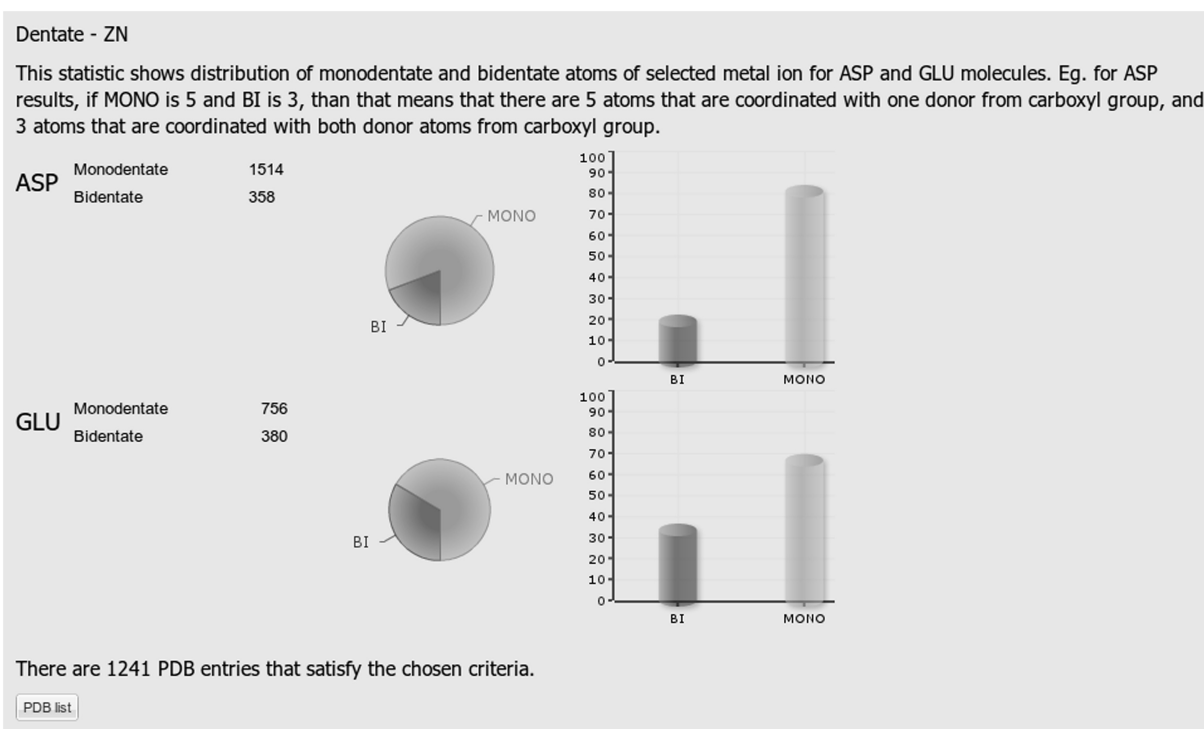 Dentate - ZN
This statistic shows distribution of monodentate and bidentate atoms of selected metal ion for ASP and GLU molecules. Eg. for ASP
results, if MONO is 5 and BI is 3, than that means that there are 5 atoms that are coordinated with one donor from carboxyl group, and
3 atoms that are coordinated with both donor atoms from carboxyl group.
ASP
Monodentate 1514
Bidentate 358
MONO
BI
100
90
80
70
60
50
40
30
20
10
0
BI MONO
GLU
Monodentate 756
Bidentate 380
MONO
BI
100
90
80
70
60
50
40
30
20
10
0
BI MONO
There are 1241 PDB entries that satisfy the chosen criteria.
PDB list